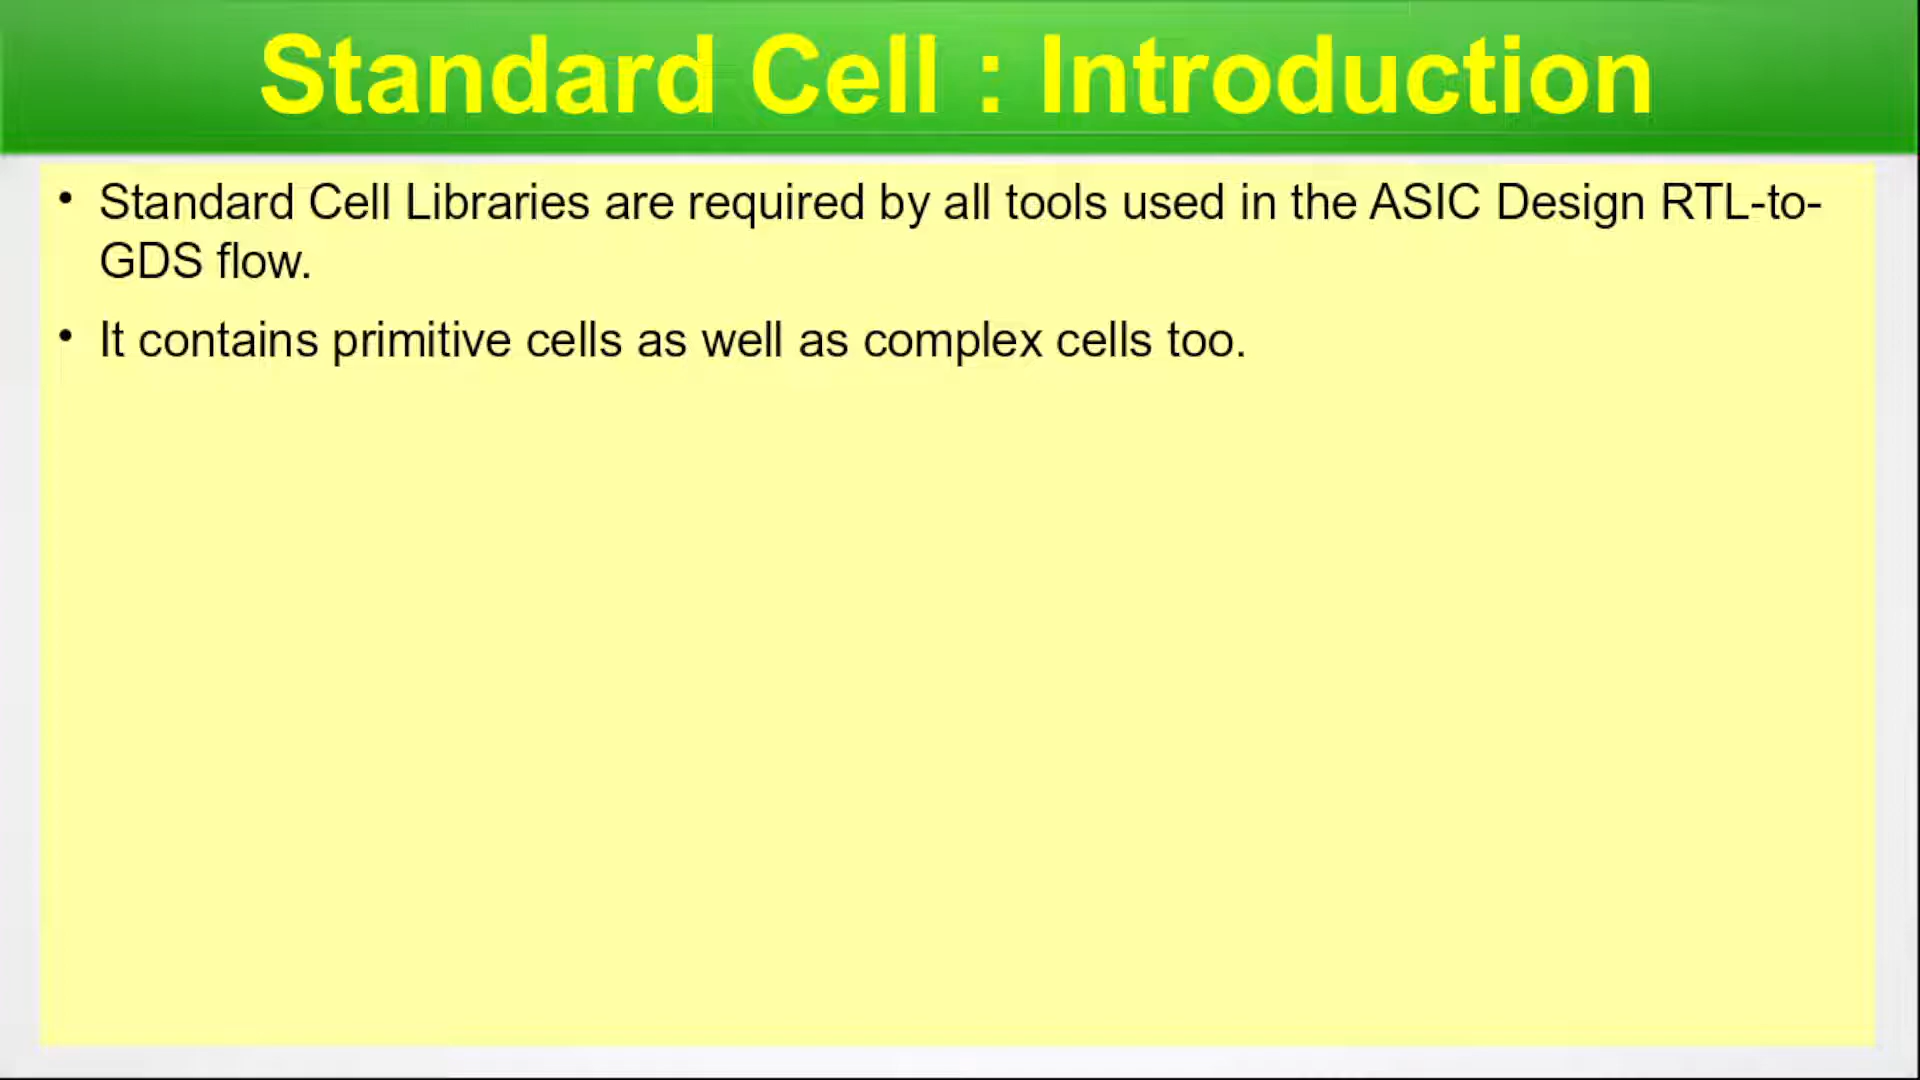 Standard Cell : Introduction
• Standard Cell Libraries are required by all tools used in the ASIC Design RTL-to-
GDS flow.
• It contains primitive cells as well as complex cells too.